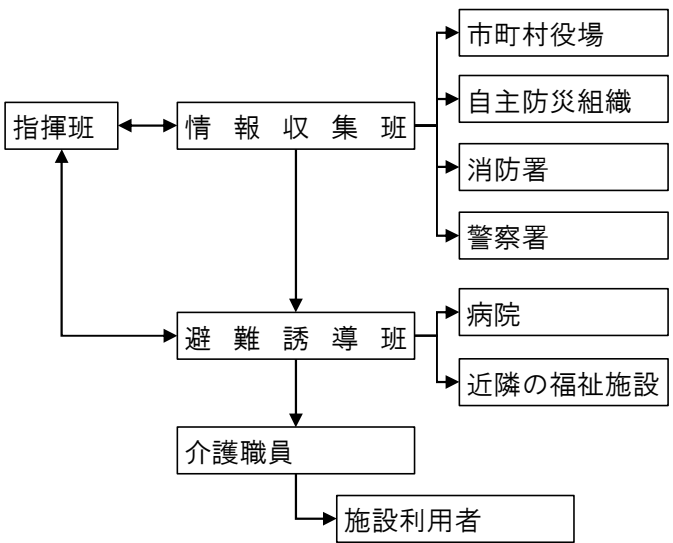 市町村役場
自主防災組織
指揮班
情報収集班
消防署
警察署
病院
避難誘導班
近隣の福祉施設
介護職員
施設利用者